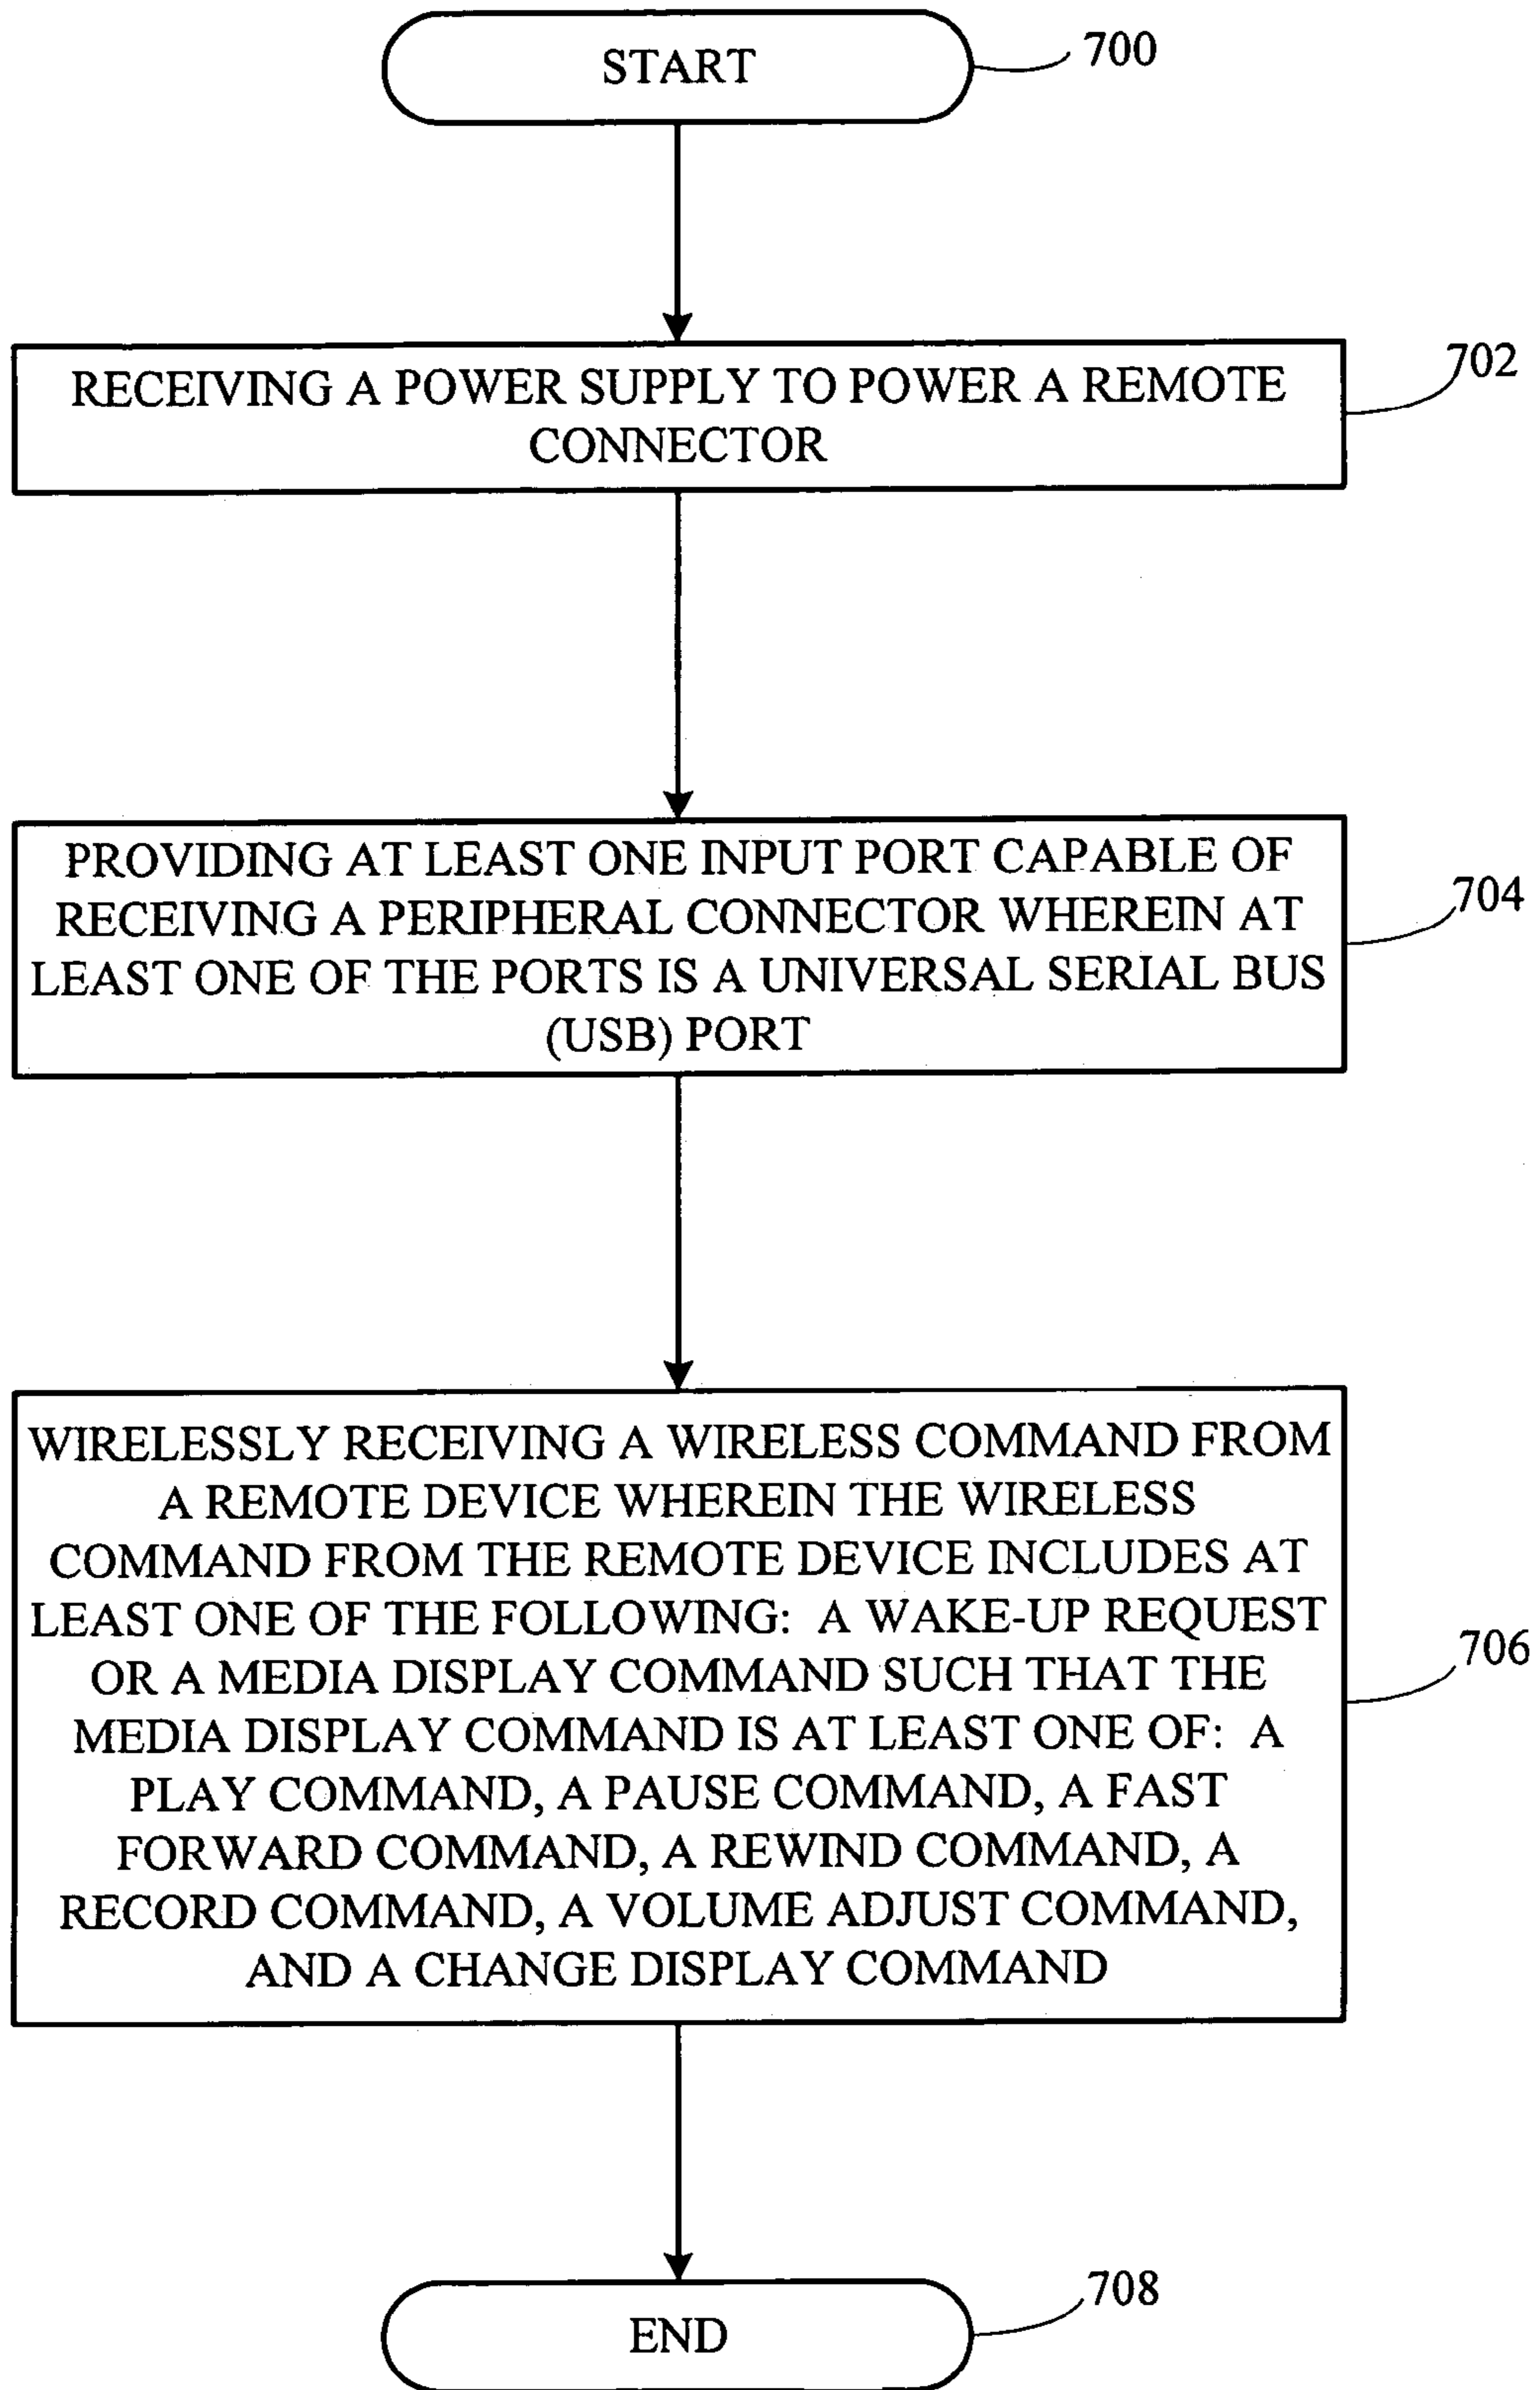 START
700
RECEIVING A POWER SUPPLY TO POWER A REMOTE
CONNECTOR
702
PROVIDING AT LEAST ONE INPUT PORT CAPABLE OF
RECEIVING A PERIPHERAL CONNECTOR WHEREIN AT
LEAST ONE OF THE PORTS IS A UNIVERSAL SERIAL BUS
(USB) PORT
704
WIRELESSLY RECEIVING A WIRELESS COMMAND FROM
A REMOTE DEVICE WHEREIN THE WIRELESS
COMMAND FROM THE REMOTE DEVICE INCLUDES AT
LEAST ONE OF THE FOLLOWING: A WAKE-UP REQUEST
OR A MEDIA DISPLAY COMMAND SUCH THAT THE
MEDIA DISPLAY COMMAND IS AT LEAST ONE OF: A
PLAY COMMAND, A PAUSE COMMAND, A FAST
FORWARD COMMAND, A REWIND COMMAND, A
RECORD COMMAND, A VOLUME ADJUST COMMAND,
AND A CHANGE DISPLAY COMMAND
706
END
708